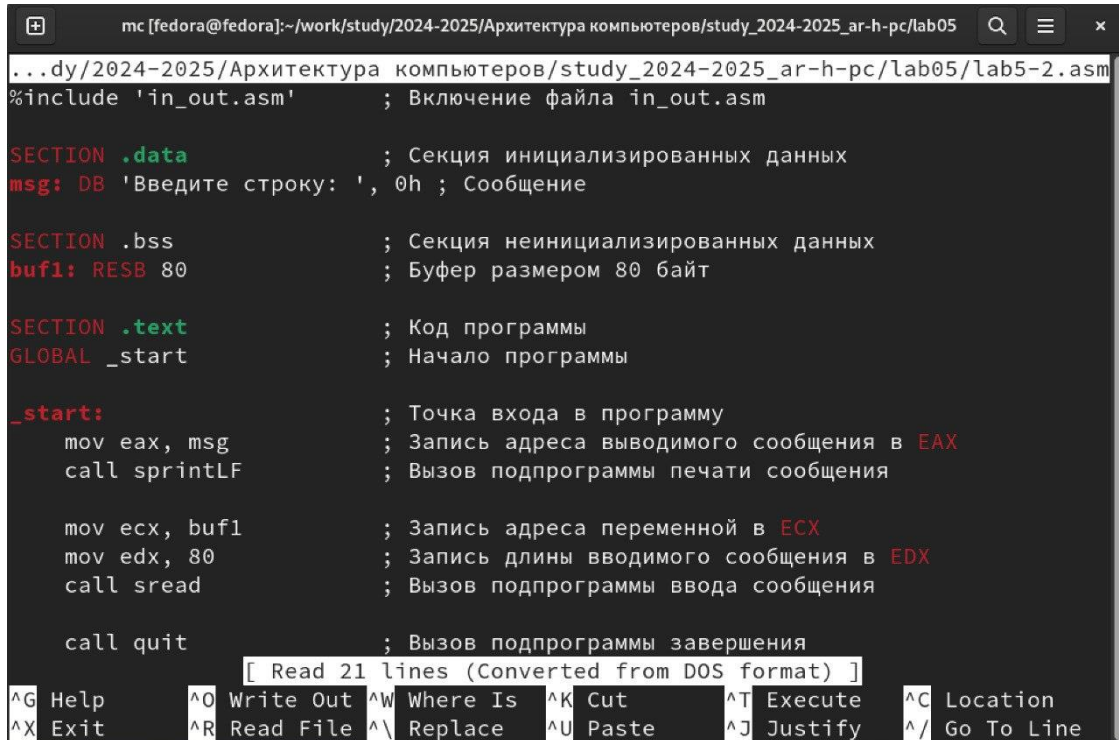 mc [fedora@fedora]:~/work/study/2024-2025/Архитектура компьютеров/study_2024-2025_ar-h-pc/lab05
...dy/2024-2025/Архитектура компьютеров/study_2024-2025_ar-h-pc/lab05/lab5-2.asm
%include 'in_out.asm' ; Включение файла in_out.asm
SECTION .data ; Секция инициализированных данных
msg: DB 'Введите строку: ', 0h ; Сообщение
SECTION .bss ; Секция неинициализированных данных
buf1: RESB 80 ; Буфер размером 80 байт
SECTION .text ; Код программы
GLOBAL _start ; Начало программы
_start: ; Точка входа в программу
mov eax, msg ; Запись адреса выводимого сообщения в EAX
call sprintLF ; Вызов подпрограммы печати сообщения
mov ecx, buf1 ; Запись адреса переменной в ECX
mov edx, 80 ; Запись длины вводимого сообщения в EDX
call sread ; Вызов подпрограммы ввода сообщения
call quit ; Вызов подпрограммы завершения
[ Read 21 lines (Converted from DOS format) ]
^G Help ^O Write Out ^W Where Is ^K Cut ^T Execute ^C Location
^X Exit ^R Read File ^\ Replace ^U Paste ^J Justify ^/ Go To Line